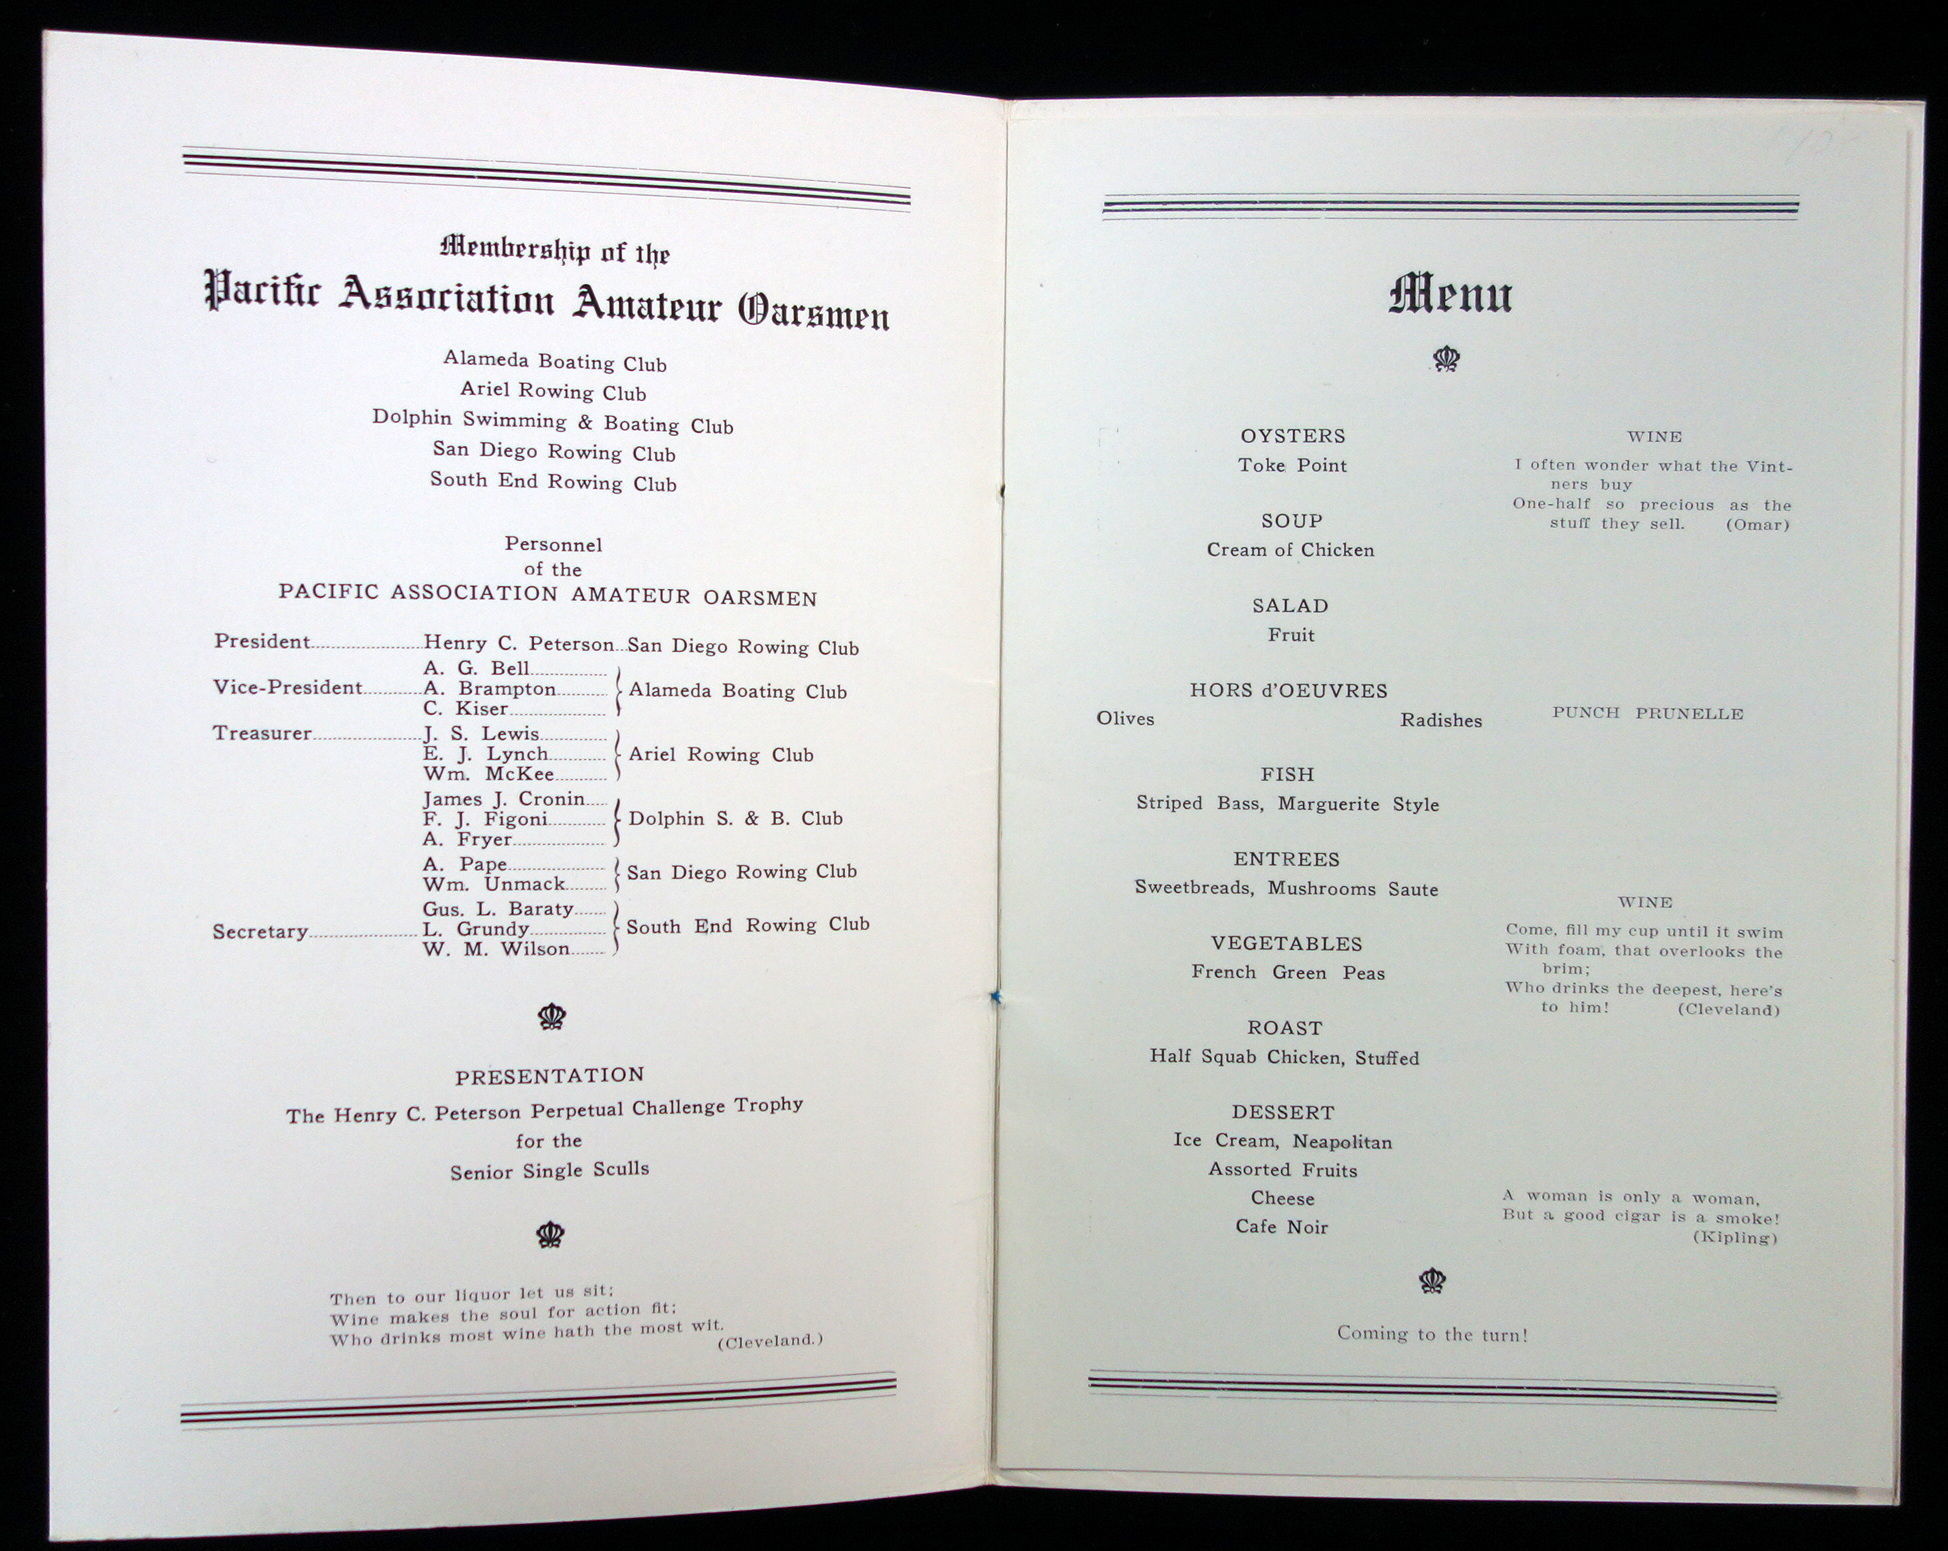 Membership of the
Pacific Association Amateur Oarsmen
Alameda Boating Club
Ariel Rowing Club
Dolphin Swimming & Boating Club
San Diego Rowing Club
South End Rowing Club
Personnel
of the
PACIFIC ASSOCIATION AMATEUR OARSMEN
President Henry C. Peterson San Diego Rowing Club
A. G. Bell
Vice-President A. Brampton Alameda Boating Club
C. Kiser
Treasurer J. S. Lewis
E. J. Lynch Ariel Rowing Club
Wm. McKee
James J. Cronin
F. J. Figoni Dolphin S. & B. Club
A. Fryer
A. Pape San Diego Rowing Club
Wm. Unmack
Gus. L. Baraty
Secretary L. Grundy South End Rowing Club
W. M. Wilson
PRESENTATION
The Henry C. Peterson Perpetual Challenge Trophy
for the
Senior Single Sculls
Then to our liquor let us sit;
Wine makes the soul for action fit;
Who drinks most wine hath the most wit.
(Cleveland.)
Menu
OYSTERS
Toke Point
SOUP
Cream of Chicken
SALAD
Fruit
HORS d'OEUVRES
Olives Radishes
FISH
Striped Bass, Marguerite Style
ENTREES
Sweetbreads, Mushrooms Saute
VEGETABLES
French Green Peas
ROAST
Half Squab Chicken, Stuffed
DESSERT
Ice Cream, Neapolitan
Assorted Fruits
Cheese
Cafe Noir
WINE
I often wonder what the Vint-
ners buy
One-half so precious as the
stuff they sell. (Omar)
PUNCH PRUNELLE
WINE
Come, fill my cup until it swim
With foam, that overlooks the
brim;
Who drinks the deepest, here's
to him! (Cleveland)
A woman is only a woman,
But a good cigar is a smoke!
(Kipling)
Coming to the turn!